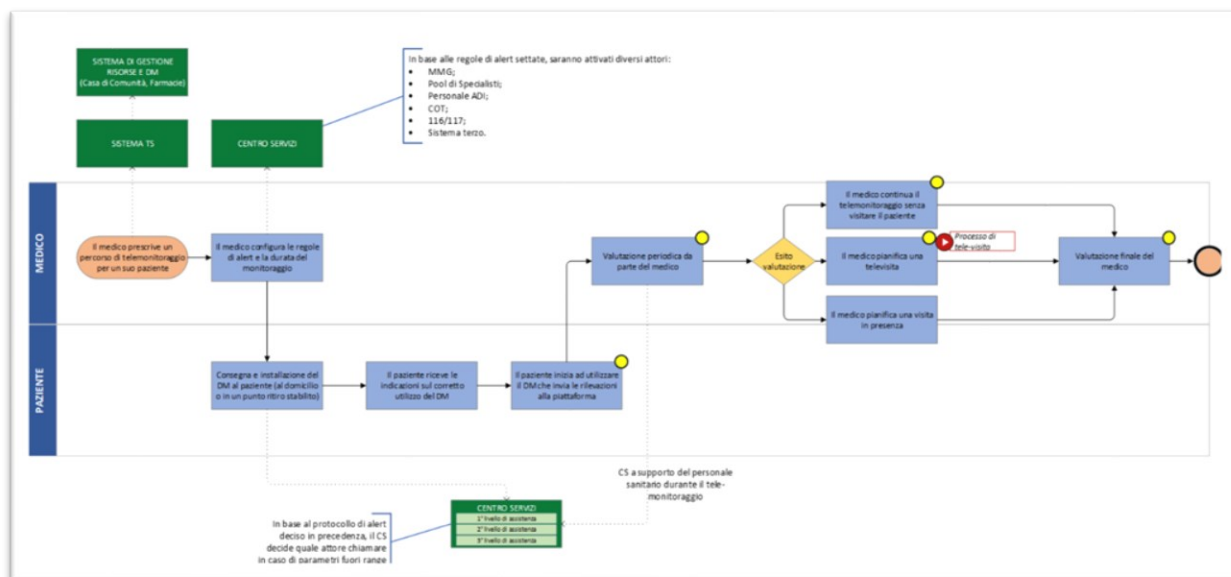 SISTEMA DI GESTIONE
RISORSE E DM
(Casa di Comunità, Farmacie)
SISTEMA TS
CENTRO SERVIZI
In base alle regole di alert settate, saranno attivati diversi attori:
• MMG;
• Pool di Specialisti;
• Personale ADI;
• COT;
• 116/117;
• Sistema terzo.
MEDICO
Il medico prescrive un
percorso di telemonitoraggio
per un suo paziente
Il medico configura le regole
di alert e la durata del
monitoraggio
Valutazione periodica da
parte del medico
Esito
valutazione
Il medico continua il
telemonitoraggio senza
visitare il paziente
Il medico pianifica una
televisita
Processo di
tele-visita
Il medico pianifica una visita
in presenza
Valutazione finale del
medico
PAZIENTE
Consegna e installazione del
DM al paziente (al domicilio
o in un punto ritiro stabilito)
Il paziente riceve le
indicazioni sul corretto
utilizzo del DM
Il paziente inizia ad utilizzare
il DM che invia le rilevazioni
alla piattaforma
CS a supporto del personale
sanitario durante il tele-
monitoraggio
In base al protocollo di alert
deciso in precedenza, il CS
decide quale attore chiamare
in caso di parametri fuori range
CENTRO SERVIZI
1° livello di assistenza
2° livello di assistenza
3° livello di assistenza